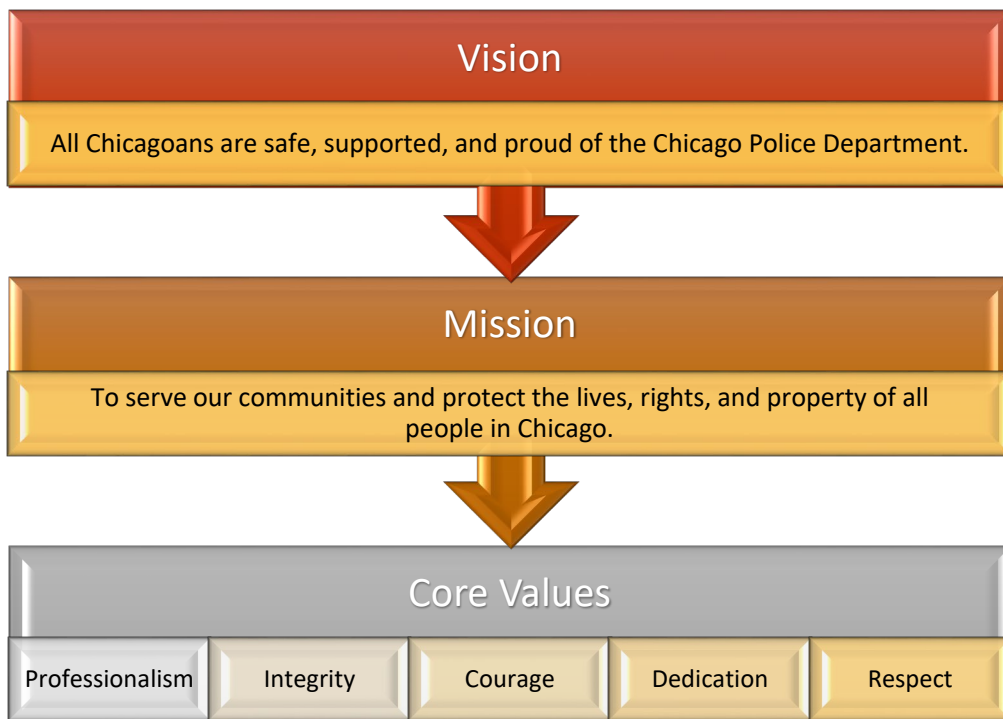 Vision
All Chicagoans are safe, supported, and proud of the Chicago Police Department.
Mission
To serve our communities and protect the lives, rights, and property of all
people in Chicago.
Core Values
Professionalism
Integrity
Courage
Dedication
Respect